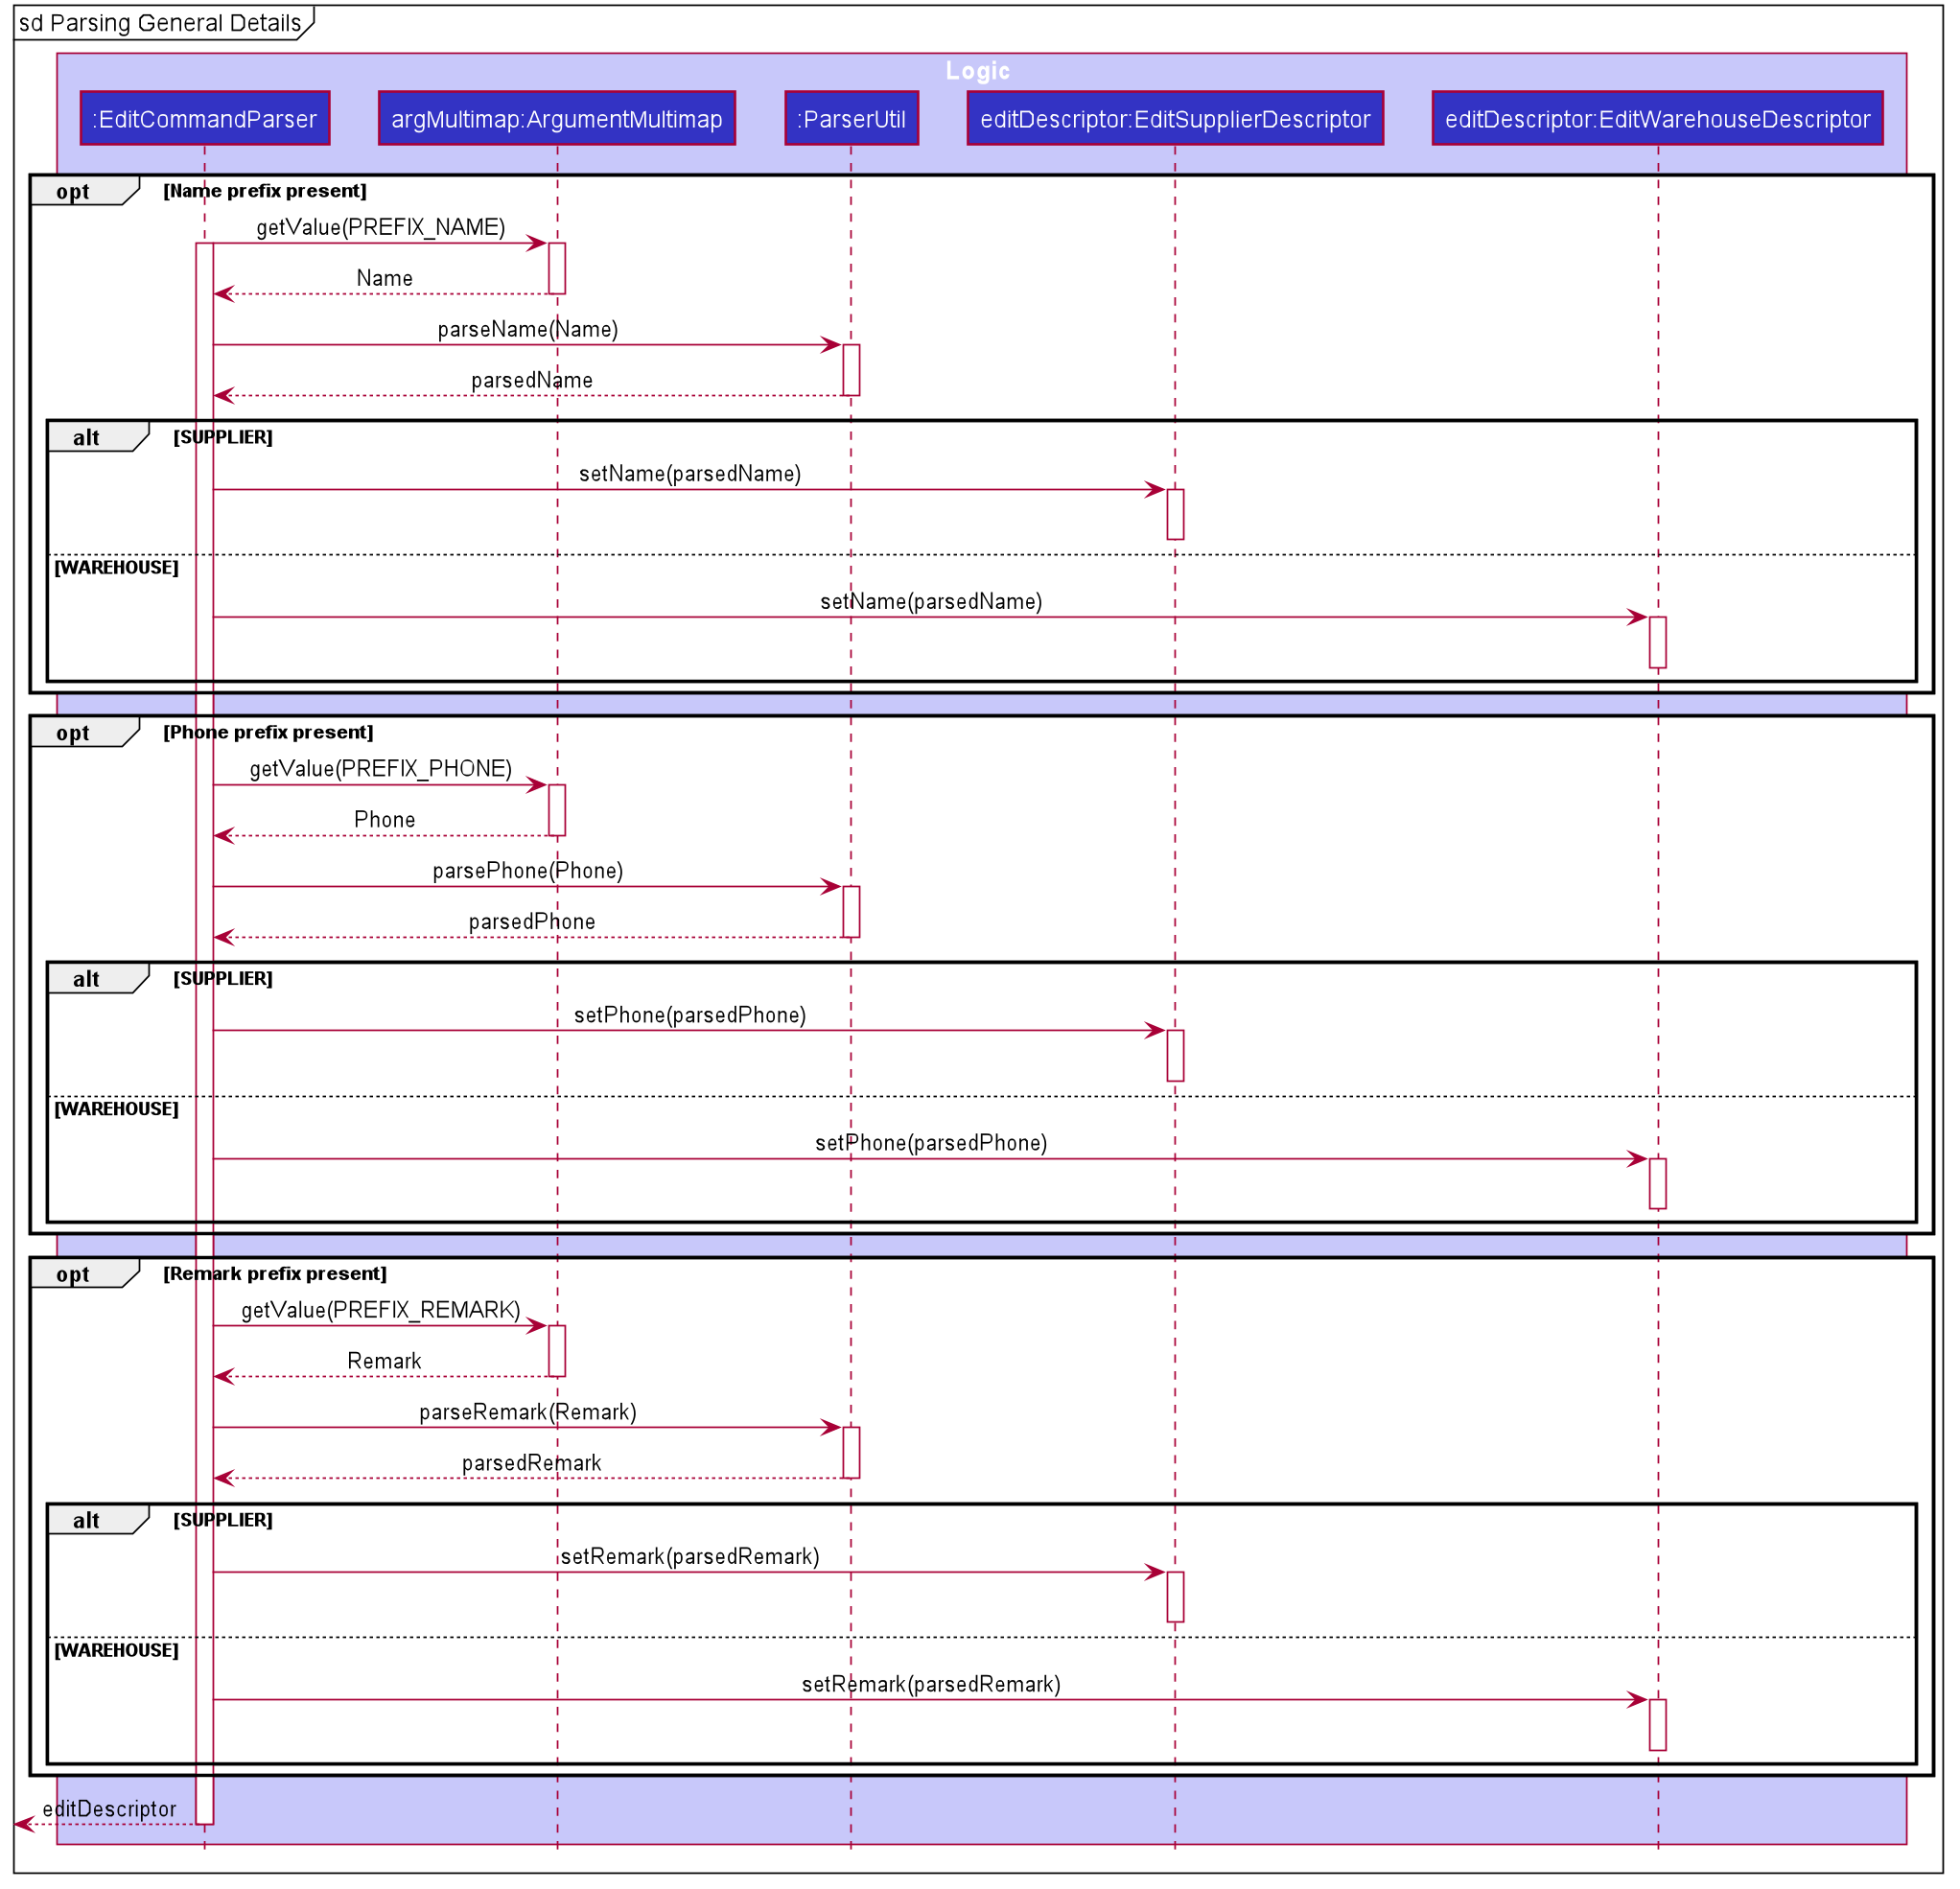 sd Parsing General Details
Logic
:EditCommandParser
argMultimap:ArgumentMultimap
:ParserUtil
editDescriptor:EditSupplierDescriptor
editDescriptor:EditWarehouseDescriptor
opt [Name prefix present]
getValue(PREFIX_NAME)
Name
parseName(Name)
parsedName
alt [SUPPLIER]
setName(parsedName)
[WAREHOUSE]
setName(parsedName)
opt [Phone prefix present]
getValue(PREFIX_PHONE)
Phone
parsePhone(Phone)
parsedPhone
alt [SUPPLIER]
setPhone(parsedPhone)
[WAREHOUSE]
setPhone(parsedPhone)
opt [Remark prefix present]
getValue(PREFIX_REMARK)
Remark
parseRemark(Remark)
parsedRemark
alt [SUPPLIER]
setRemark(parsedRemark)
[WAREHOUSE]
setRemark(parsedRemark)
editDescriptor